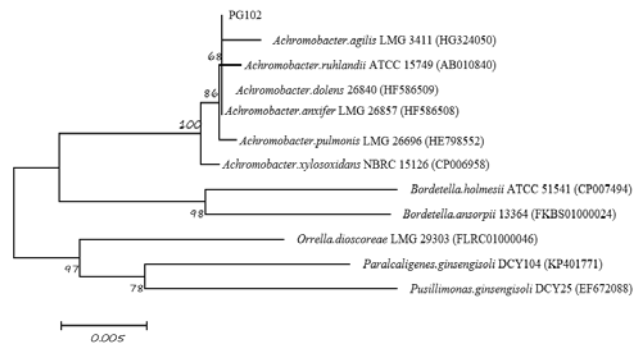 PG102
Achromobacter.agilis LMG 3411 (HG324050)
68
Achromobacter.ruhlandii ATCC 15749 (AB010840)
86
Achromobacter.dolens 26840 (HF586509)
Achromobacter.anxifer LMG 26857 (HF586508)
100
Achromobacter.pulmonis LMG 26696 (HE798552)
Achromobacter.xylosoxidans NBRC 15126 (CP006958)
Bordetella.holmesii ATCC 51541 (CP007494)
98
Bordetella.ansorpii 13364 (FKBS01000024)
Orrella.dioscoreae LMG 29303 (FLRC01000046)
97
Paralcaligenes.ginsengisoli DCY104 (KP401771)
78
Pusillimonas.ginsengisoli DCY25 (EF672088)
0.005